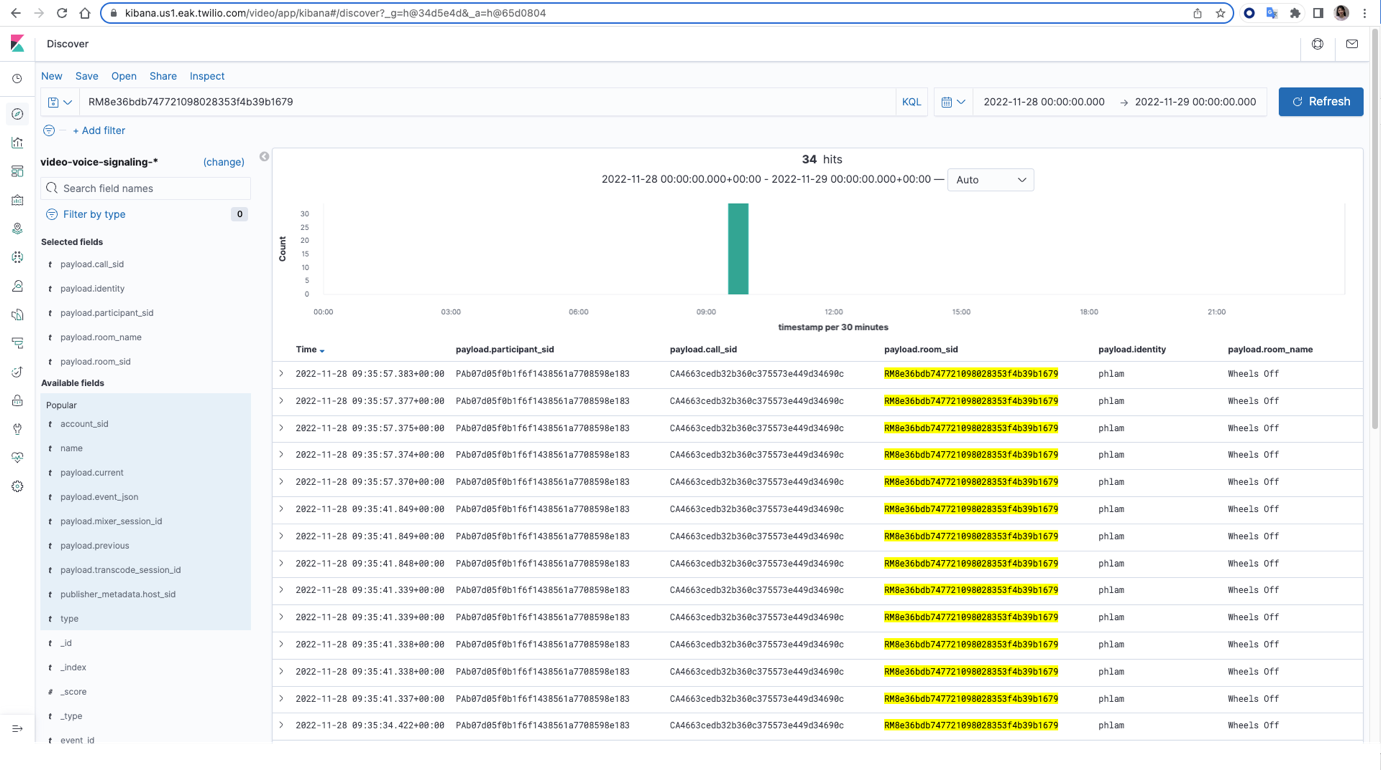 kibana.us1.eak.twilio.com/video/app/kibana#/discover?_g=h@34d5e4d&_a=h@65d0804
Discover
New Save Open Share Inspect
RM8e36bdb747721098028353f4b39b1679 KQL 2022-11-28 00:00:00.000 → 2022-11-29 00:00:00.000 Refresh
+ Add filter
video-voice-signaling-* (change)
Search field names
Filter by type 0
Selected fields
t payload.call_sid
t payload.identity
t payload.participant_sid
t payload.room_name
t payload.room_sid
Available fields
Popular
t account_sid
t name
t payload.current
t payload.event_json
t payload.mixer_session_id
t payload.previous
t payload.transcode_session_id
t publisher_metadata.host_sid
t type
t _id
t _index
# _score
t _type
t event_id
34 hits
2022-11-28 00:00:00.000+00:00 - 2022-11-29 00:00:00.000+00:00 — Auto
Count
30
25
20
15
10
5
0
00:00 03:00 06:00 09:00 12:00 15:00 18:00 21:00
timestamp per 30 minutes
Time payload.participant_sid payload.call_sid payload.room_sid payload.identity payload.room_name
2022-11-28 09:35:57.383+00:00 PAb07d05f0b1f6f1438561a7708598e183 CA4663cedb32b360c375573e449d34690c RM8e36bdb747721098028353f4b39b1679 phlam Wheels Off
2022-11-28 09:35:57.377+00:00 PAb07d05f0b1f6f1438561a7708598e183 CA4663cedb32b360c375573e449d34690c RM8e36bdb747721098028353f4b39b1679 phlam Wheels Off
2022-11-28 09:35:57.375+00:00 PAb07d05f0b1f6f1438561a7708598e183 CA4663cedb32b360c375573e449d34690c RM8e36bdb747721098028353f4b39b1679 phlam Wheels Off
2022-11-28 09:35:57.374+00:00 PAb07d05f0b1f6f1438561a7708598e183 CA4663cedb32b360c375573e449d34690c RM8e36bdb747721098028353f4b39b1679 phlam Wheels Off
2022-11-28 09:35:57.370+00:00 PAb07d05f0b1f6f1438561a7708598e183 CA4663cedb32b360c375573e449d34690c RM8e36bdb747721098028353f4b39b1679 phlam Wheels Off
2022-11-28 09:35:41.849+00:00 PAb07d05f0b1f6f1438561a7708598e183 CA4663cedb32b360c375573e449d34690c RM8e36bdb747721098028353f4b39b1679 phlam Wheels Off
2022-11-28 09:35:41.849+00:00 PAb07d05f0b1f6f1438561a7708598e183 CA4663cedb32b360c375573e449d34690c RM8e36bdb747721098028353f4b39b1679 phlam Wheels Off
2022-11-28 09:35:41.848+00:00 PAb07d05f0b1f6f1438561a7708598e183 CA4663cedb32b360c375573e449d34690c RM8e36bdb747721098028353f4b39b1679 phlam Wheels Off
2022-11-28 09:35:41.339+00:00 PAb07d05f0b1f6f1438561a7708598e183 CA4663cedb32b360c375573e449d34690c RM8e36bdb747721098028353f4b39b1679 phlam Wheels Off
2022-11-28 09:35:41.339+00:00 PAb07d05f0b1f6f1438561a7708598e183 CA4663cedb32b360c375573e449d34690c RM8e36bdb747721098028353f4b39b1679 phlam Wheels Off
2022-11-28 09:35:41.338+00:00 PAb07d05f0b1f6f1438561a7708598e183 CA4663cedb32b360c375573e449d34690c RM8e36bdb747721098028353f4b39b1679 phlam Wheels Off
2022-11-28 09:35:41.338+00:00 PAb07d05f0b1f6f1438561a7708598e183 CA4663cedb32b360c375573e449d34690c RM8e36bdb747721098028353f4b39b1679 phlam Wheels Off
2022-11-28 09:35:41.337+00:00 PAb07d05f0b1f6f1438561a7708598e183 CA4663cedb32b360c375573e449d34690c RM8e36bdb747721098028353f4b39b1679 phlam Wheels Off
2022-11-28 09:35:34.422+00:00 PAb07d05f0b1f6f1438561a7708598e183 CA4663cedb32b360c375573e449d34690c RM8e36bdb747721098028353f4b39b1679 phlam Wheels Off